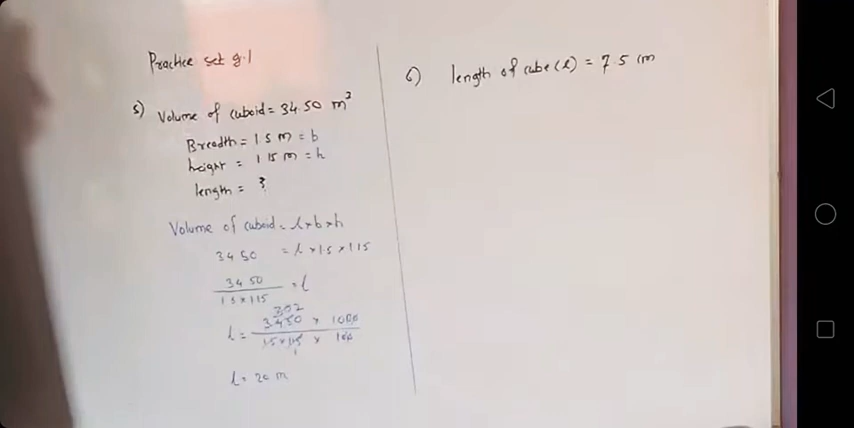 Practice set 9.1
5) Volume of cuboid = 34.50 m³
Breadth = 1.5 m = b
height = 1.15 m = h
length = ?
Volume of cuboid = l × b × h
34.50 = l × 1.5 × 1.15
34.50 / 1.5 × 1.15 = l
l = 3450 × 1000 / 15 × 115 × 100
l = 20 m
6) length of cube (l) = 7.5 cm